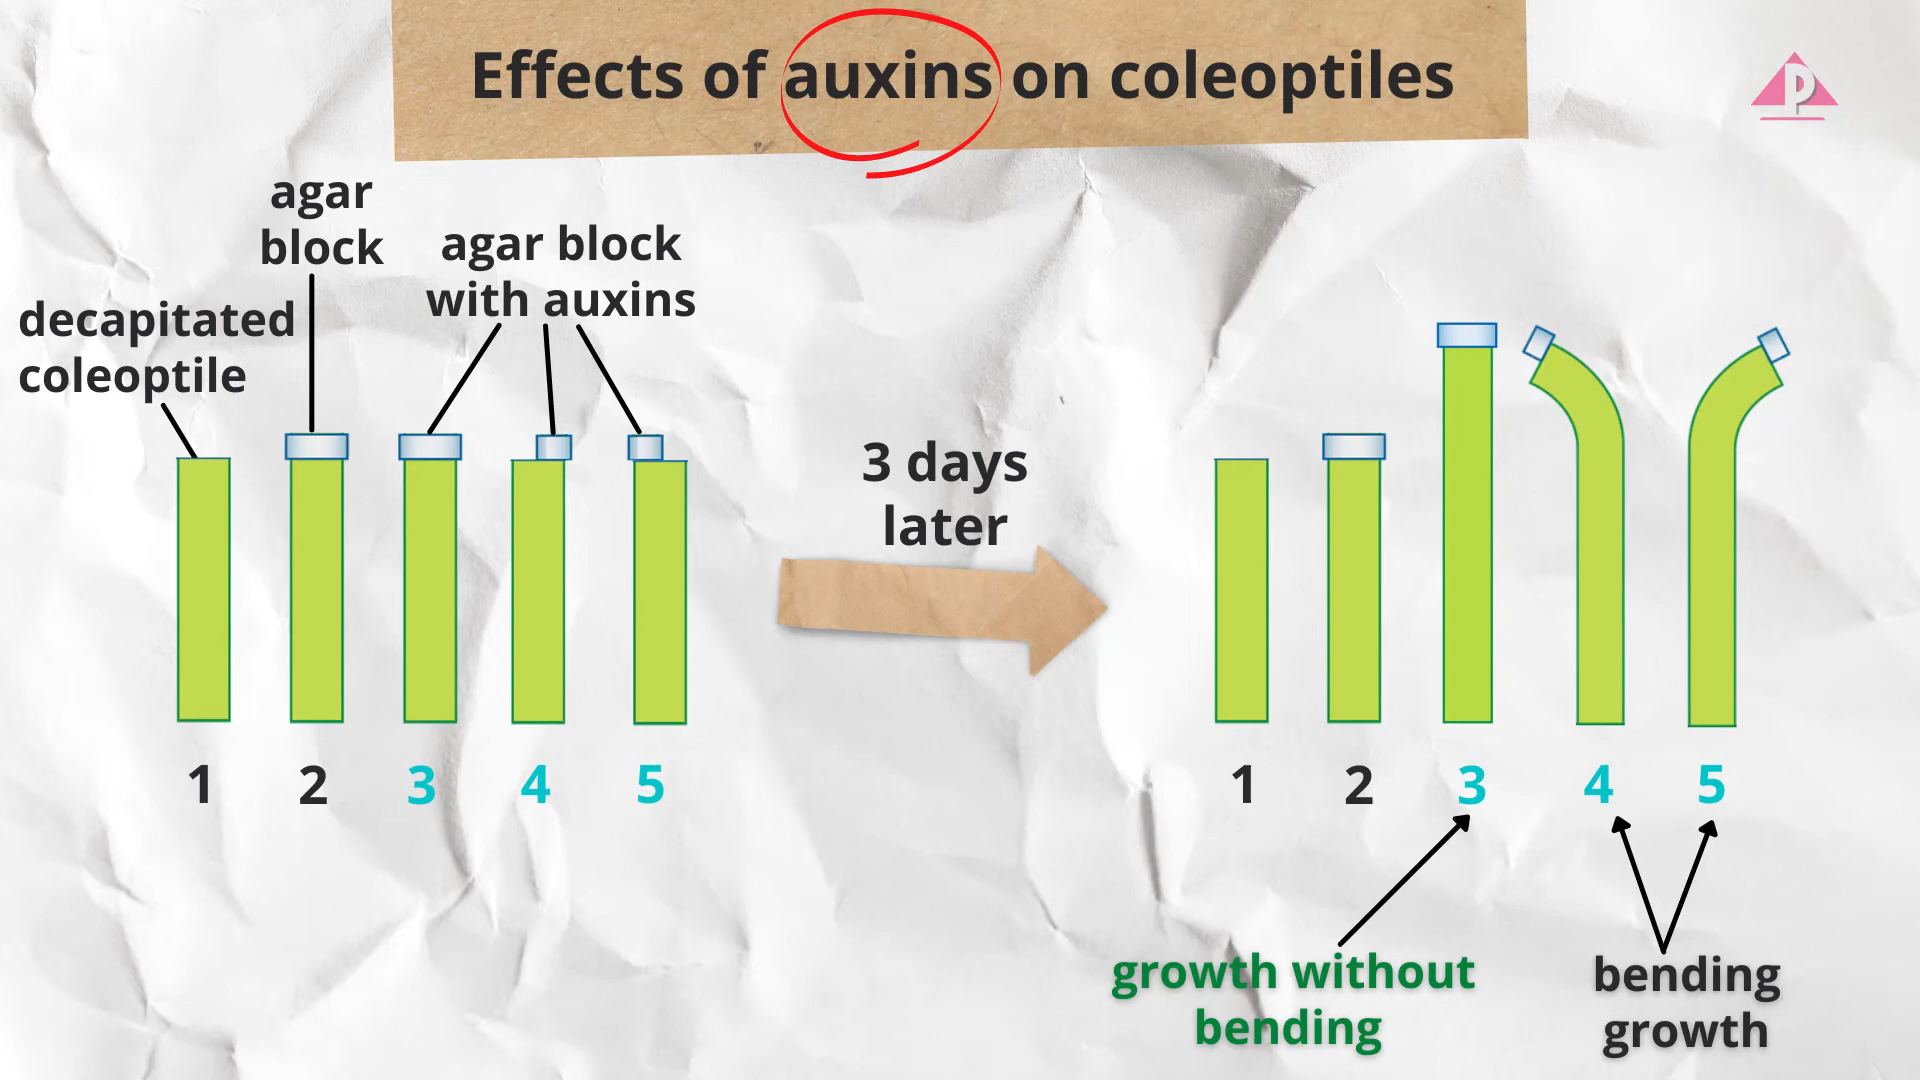 Effects of auxins on coleoptiles
P
agar
block
agar block
with auxins
decapitated
coleoptile
3 days
later
1 2 3 4 5
1 2 3 4 5
growth without
bending
bending
growth